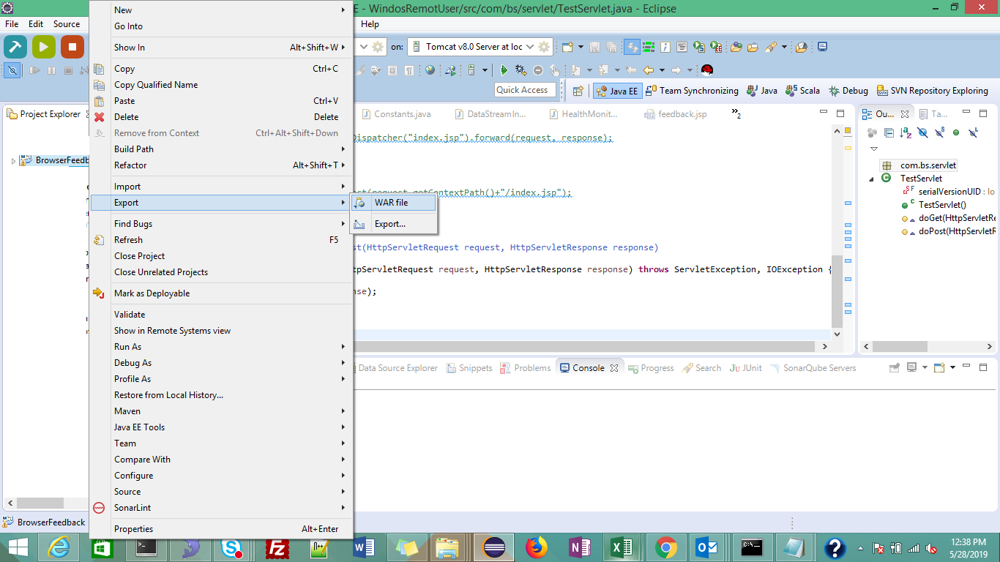 E - WindosRemotUser/src/com/bs/servlet/TestServlet.java - Eclipse
File Edit Source Help
on: Tomcat v8.0 Server at loc
Quick Access Java EE Team Synchronizing Java Scala Debug SVN Repository Exploring
New
Go Into
Show In Alt+Shift+W
Copy Ctrl+C
Copy Qualified Name
Paste Ctrl+V
Delete Delete
Remove from Context Ctrl+Alt+Shift+Down
Build Path
Refactor Alt+Shift+T
Import
Export
Find Bugs
Refresh F5
Close Project
Close Unrelated Projects
Mark as Deployable
Validate
Show in Remote Systems view
Run As
Debug As
Profile As
Restore from Local History...
Maven
Java EE Tools
Team
Compare With
Configure
Source
SonarLint
Properties Alt+Enter
WAR file
Export...
Project Explorer
BrowserFeedb
Constants.java DataStreamIn... HealthMonit... feedback.jsp 2
Dispatcher("index.jsp").forward(request, response);
st(request.getContextPath()+"/index.jsp");
st(HttpServletRequest request, HttpServletResponse response)
tpServletRequest request, HttpServletResponse response) throws ServletException, IOException {
nse);
Ou... Ta...
com.bs.servlet
TestServlet
serialVersionUID : lo
TestServlet()
doGet(HttpServletRe
doPost(HttpServletR
Data Source Explorer Snippets Problems Console Progress Search JUnit SonarQube Servers
BrowserFeedback
12:38 PM
5/28/2019